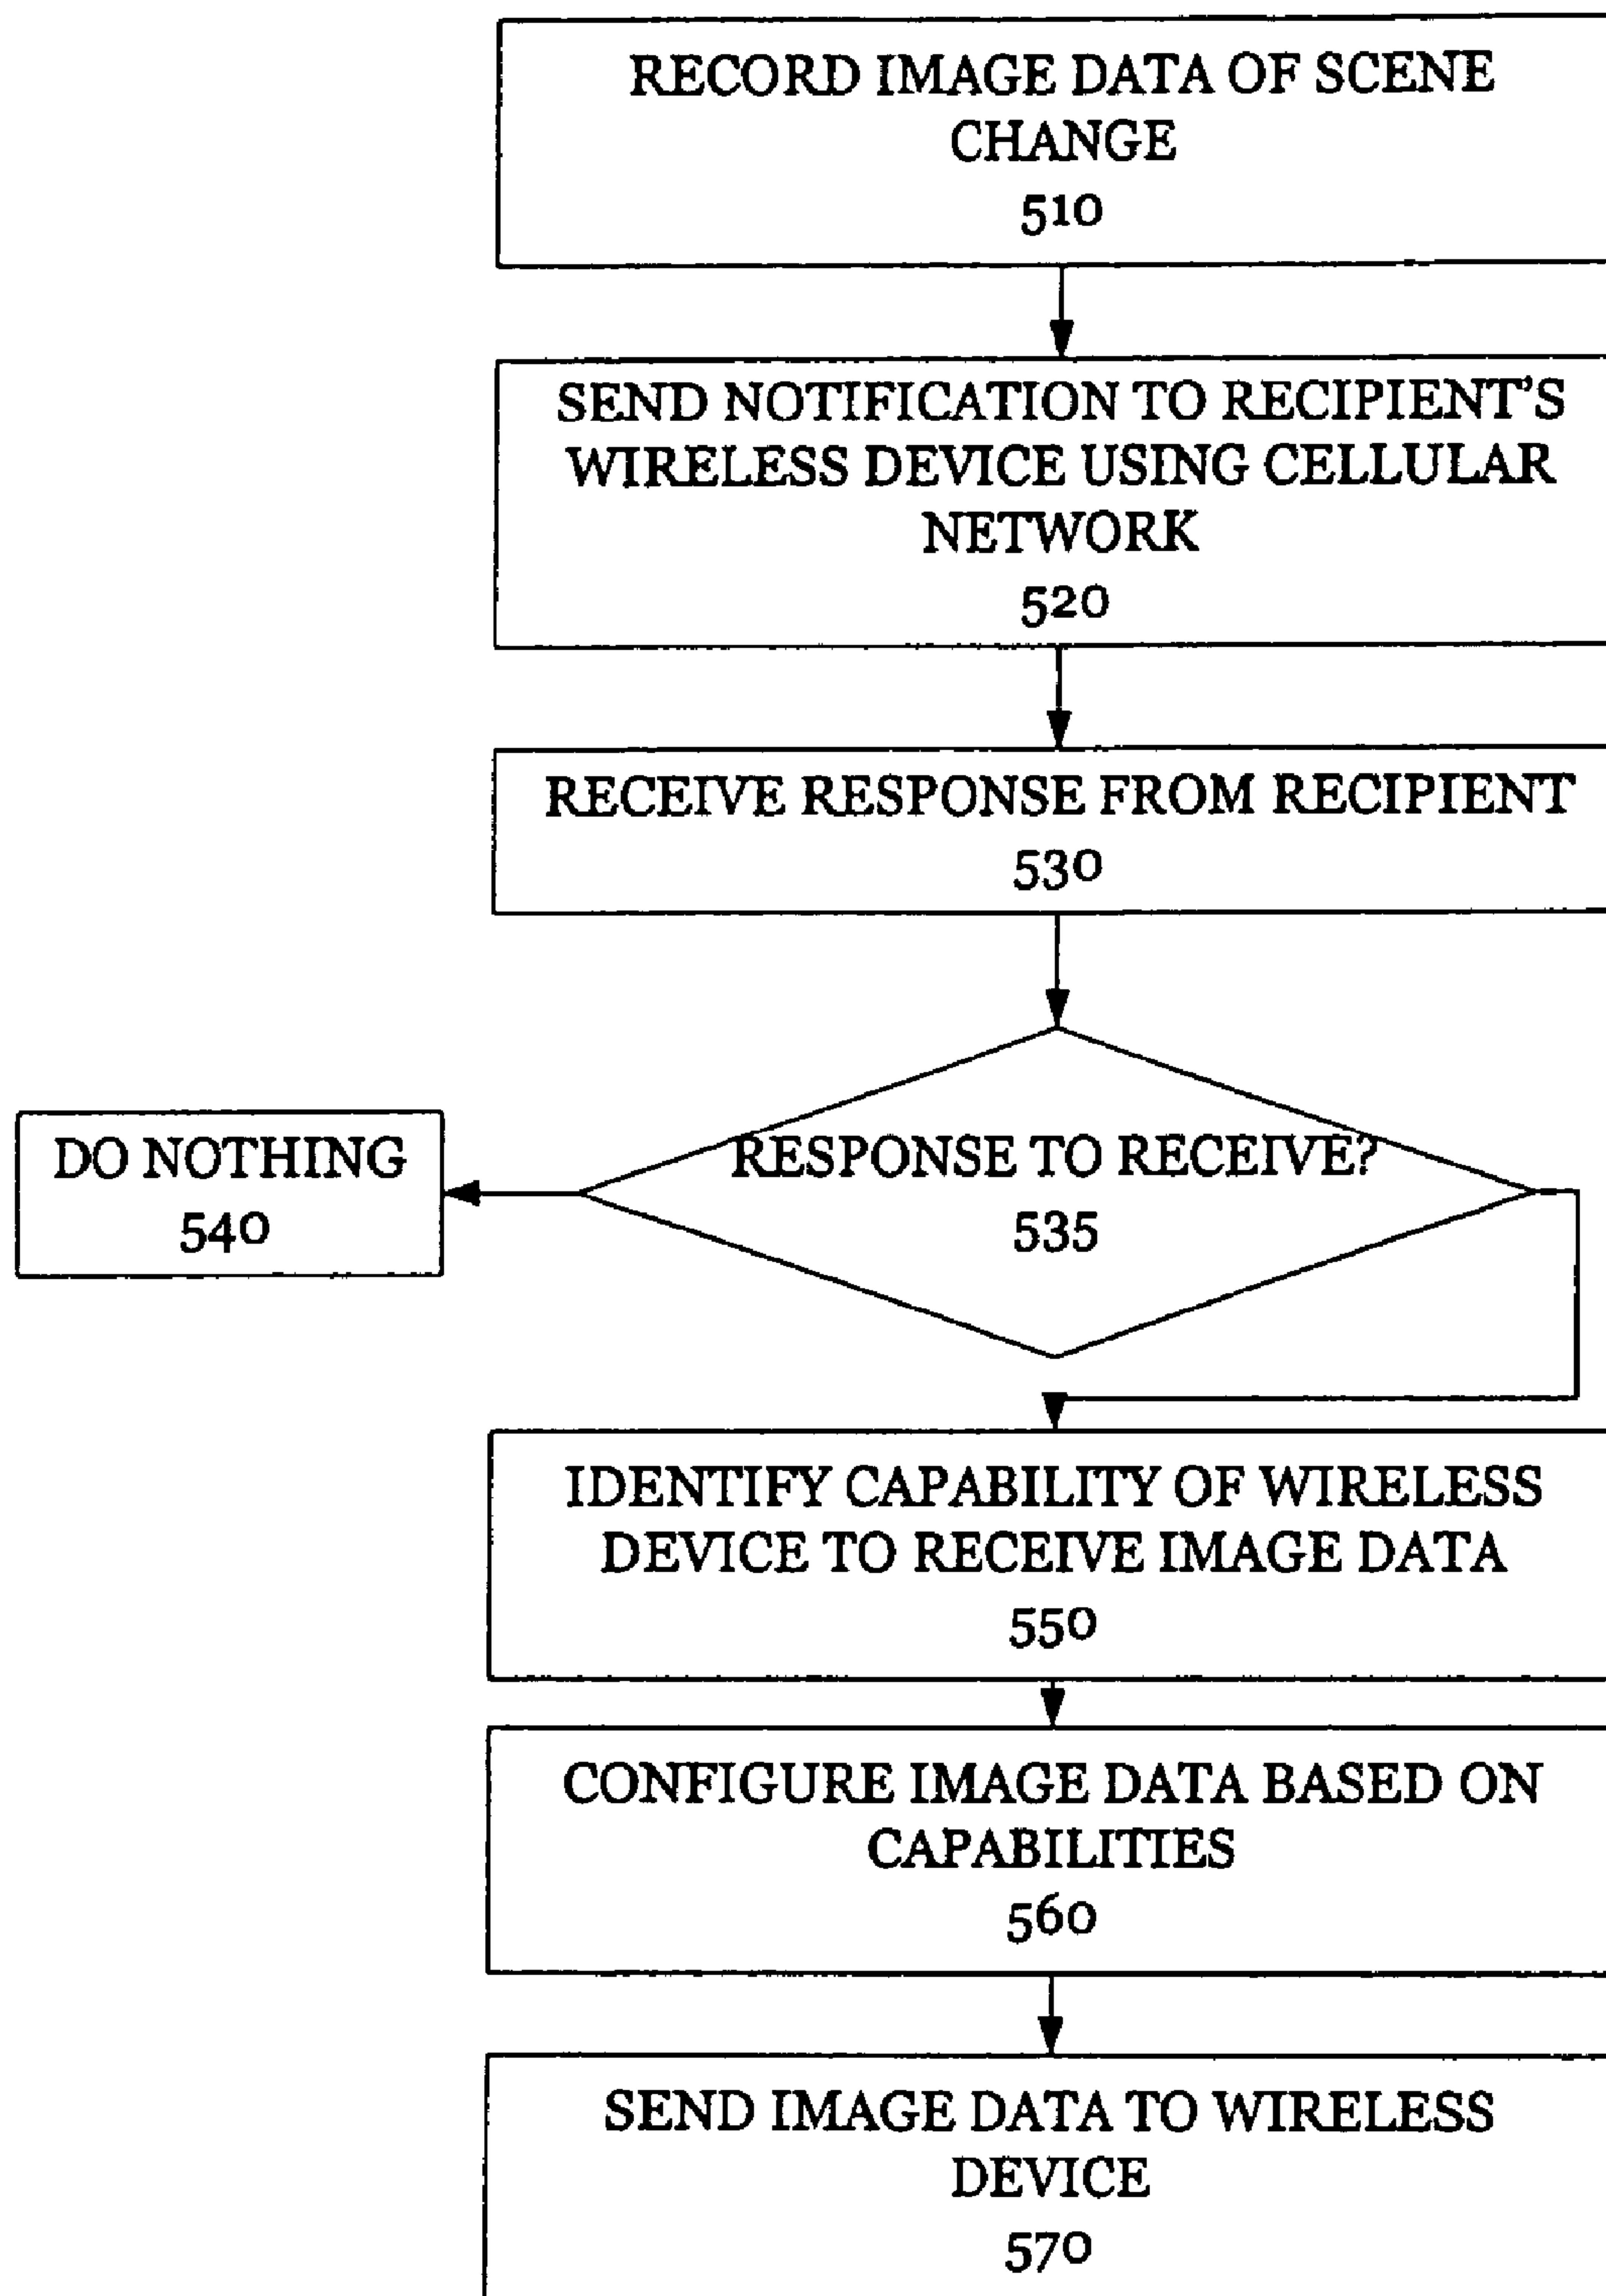 RECORD IMAGE DATA OF SCENE
CHANGE
510
SEND NOTIFICATION TO RECIPIENT'S
WIRELESS DEVICE USING CELLULAR
NETWORK
520
RECEIVE RESPONSE FROM RECIPIENT
530
RESPONSE TO RECEIVE?
535
DO NOTHING
540
IDENTIFY CAPABILITY OF WIRELESS
DEVICE TO RECEIVE IMAGE DATA
550
CONFIGURE IMAGE DATA BASED ON
CAPABILITIES
560
SEND IMAGE DATA TO WIRELESS
DEVICE
570